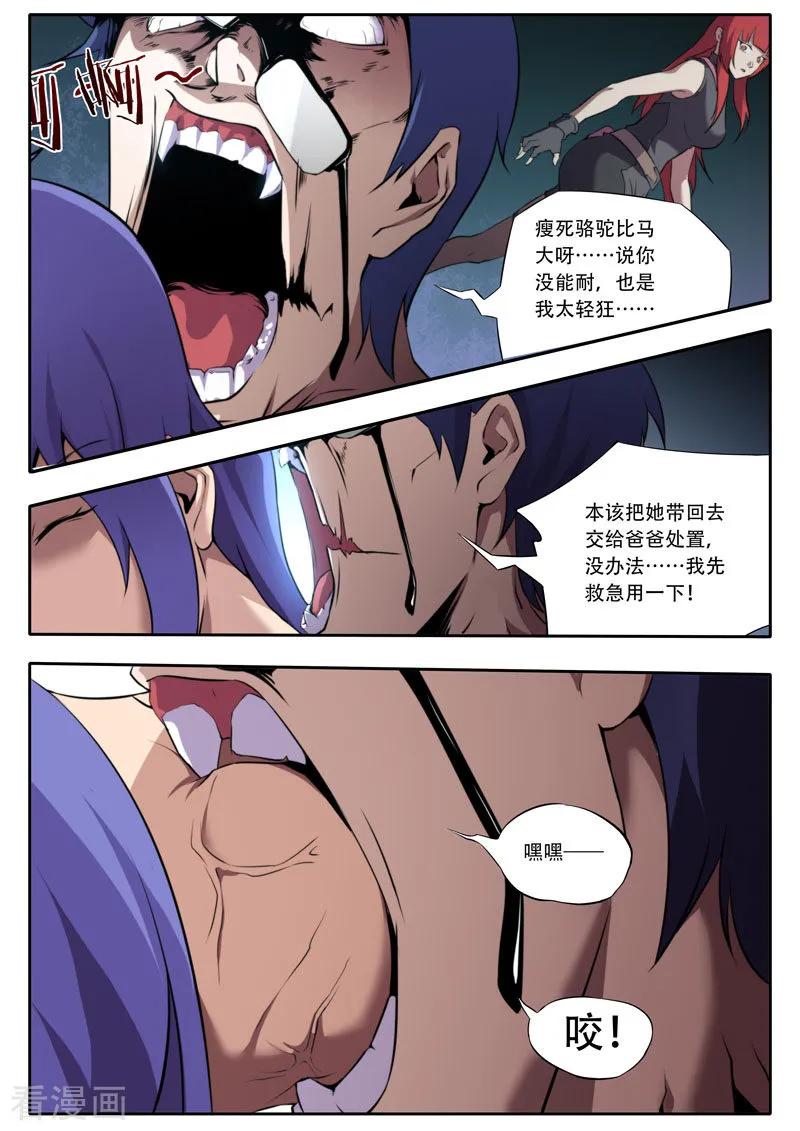 啊啊~
瘦死骆驼比马
大呀……说你
没能耐，也是
我太轻狂……
本该把她带回去
交给爸爸处置，
没办法……我先
救急用一下！
嘿嘿——
咬！
看漫画